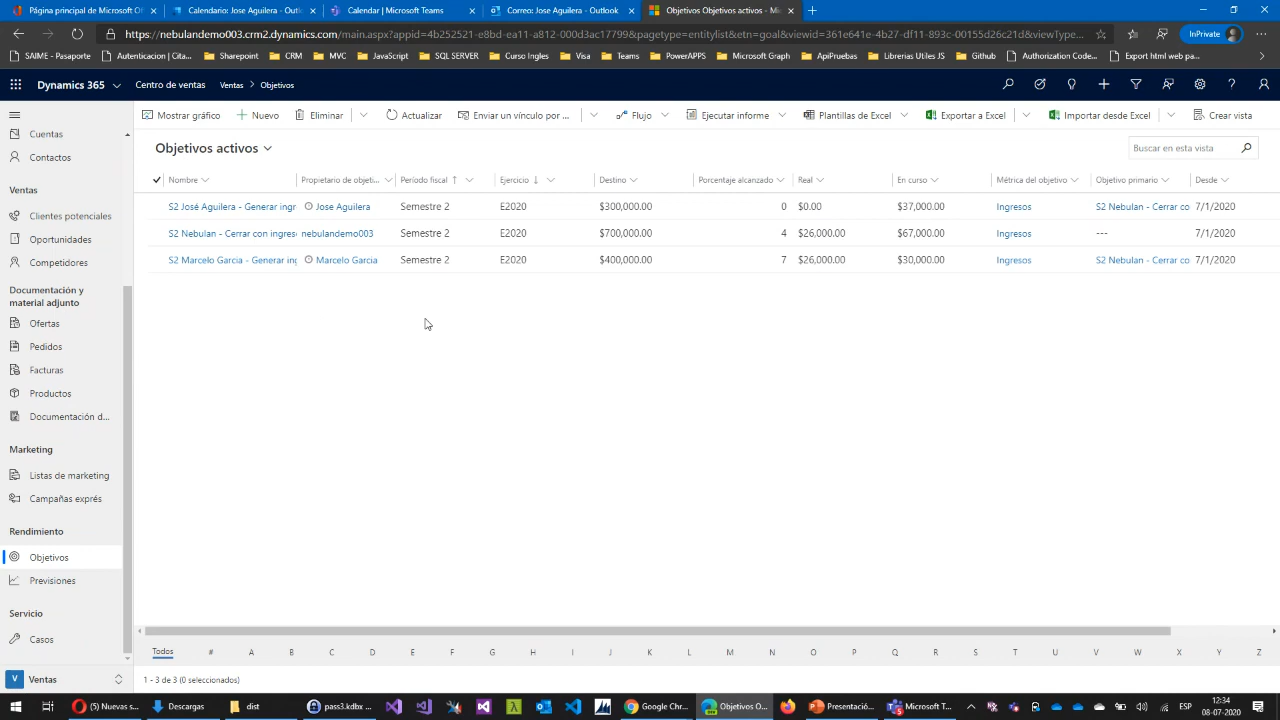 Página principal de Microsoft Of
Calendario: Jose Aguilera - Outlo
Calendar | Microsoft Teams
Correo: Jose Aguilera - Outlook
Objetivos Objetivos activos - Mic
https://nebulandemo003.crm2.dynamics.com/main.aspx?appid=4b252521-e8bd-ea11-a812-000d3ac17799&pagetype=entitylist&etn=goal&viewid=361e641e-4b27-df11-893c-00155d26c21d&viewType...
InPrivate
SAIME - Pasaporte
Autenticacion | Cita...
Sharepoint
CRM
MVC
JavaScript
SQL SERVER
Curso Ingles
Visa
Teams
PowerAPPS
Microsoft Graph
ApiPruebas
Librerias Utiles JS
Github
Authorization Code...
Export html web pa...
Dynamics 365
Centro de ventas
Ventas > Objetivos
Mostrar gráfico
Nuevo
Eliminar
Actualizar
Enviar un vínculo por ...
Flujo
Ejecutar informe
Plantillas de Excel
Exportar a Excel
Importar desde Excel
Crear vista
Cuentas
Contactos
Ventas
Clientes potenciales
Oportunidades
Competidores
Documentación y
material adjunto
Ofertas
Pedidos
Facturas
Productos
Documentación d...
Marketing
Listas de marketing
Campañas exprés
Rendimiento
Objetivos
Previsiones
Servicio
Casos
V Ventas
Objetivos activos
Buscar en esta vista
Nombre Propietario de objeti... Período fiscal Ejercicio Destino Porcentaje alcanzado Real En curso Métrica del objetivo Objetivo primario Desde
S2 José Aguilera - Generar ingr Jose Aguilera Semestre 2 E2020 $300,000.00 0 $0.00 $37,000.00 Ingresos S2 Nebulan - Cerrar co 7/1/2020
S2 Nebulan - Cerrar con ingres nebulandemo003 Semestre 2 E2020 $700,000.00 4 $26,000.00 $67,000.00 Ingresos --- 7/1/2020
S2 Marcelo Garcia - Generar ing Marcelo Garcia Semestre 2 E2020 $400,000.00 7 $26,000.00 $30,000.00 Ingresos S2 Nebulan - Cerrar co 7/1/2020
Todos # A B C D E F G H I J K L M N O P Q R S T U V W X Y Z
1 - 3 de 3 (0 seleccionados)
(5) Nuevas s...
Descargas
dist
pass3.kdbx ...
Google Chr...
Objetivos O...
Presentació...
Microsoft T...
ESP
12:34
08-07-2020